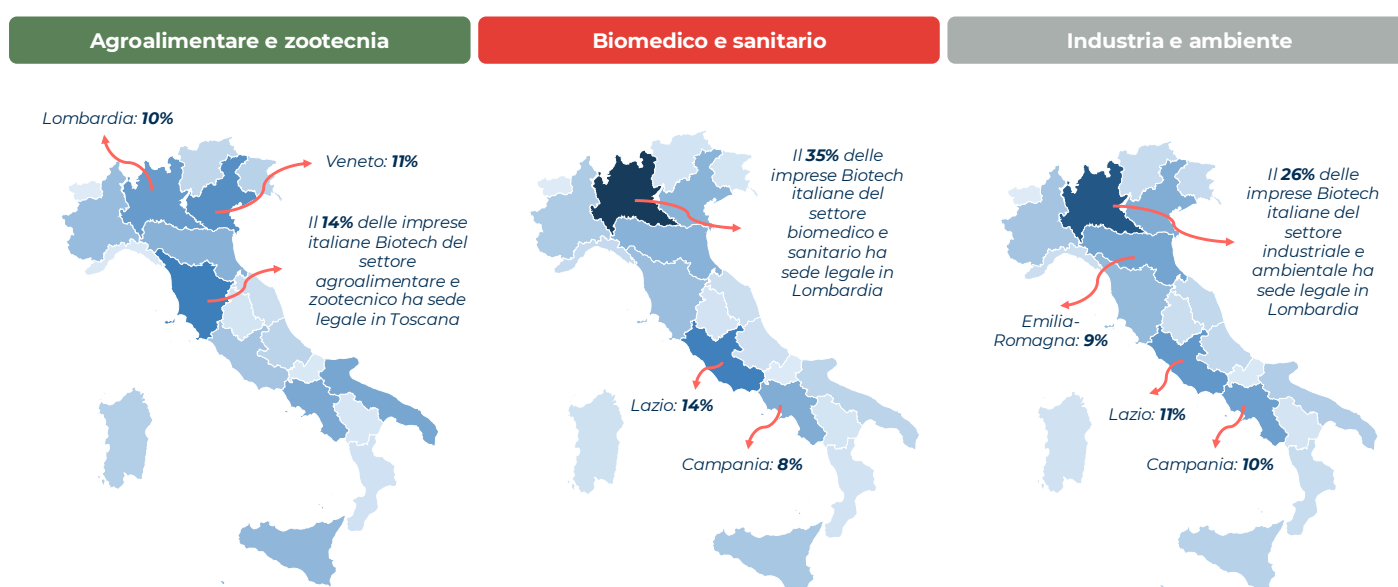 Agroalimentare e zootecnia
Biomedico e sanitario
Industria e ambiente
Lombardia: 10%
Veneto: 11%
Il 14% delle imprese
italiane Biotech del
settore
agroalimentare e
zootecnico ha sede
legale in Toscana
Il 35% delle
imprese Biotech
italiane del
settore
biomedico e
sanitario ha
sede legale in
Lombardia
Lazio: 14%
Campania: 8%
Il 26% delle
imprese Biotech
italiane del
settore
industriale e
ambientale ha
sede legale in
Lombardia
Emilia-
Romagna: 9%
Lazio: 11%
Campania: 10%